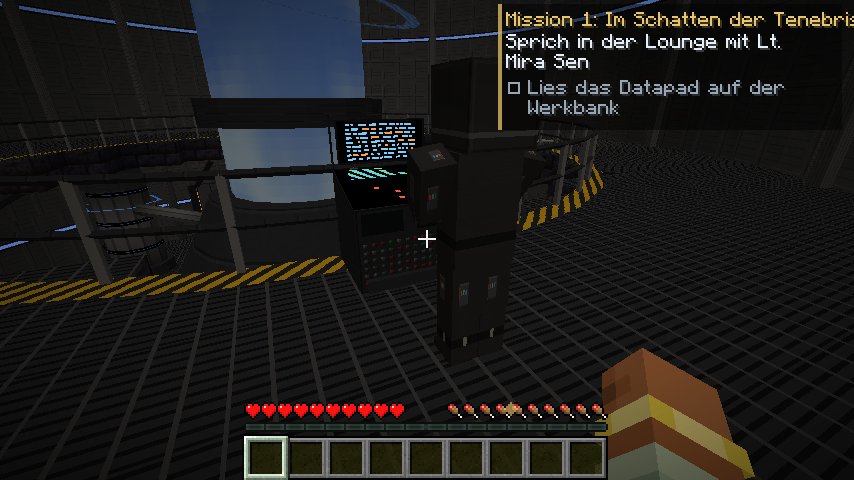 Mission 1: Im Schatten der Tenebris
Sprich in der Lounge mit Lt.
Mira Sen
Lies das Datapad auf der
Werkbank